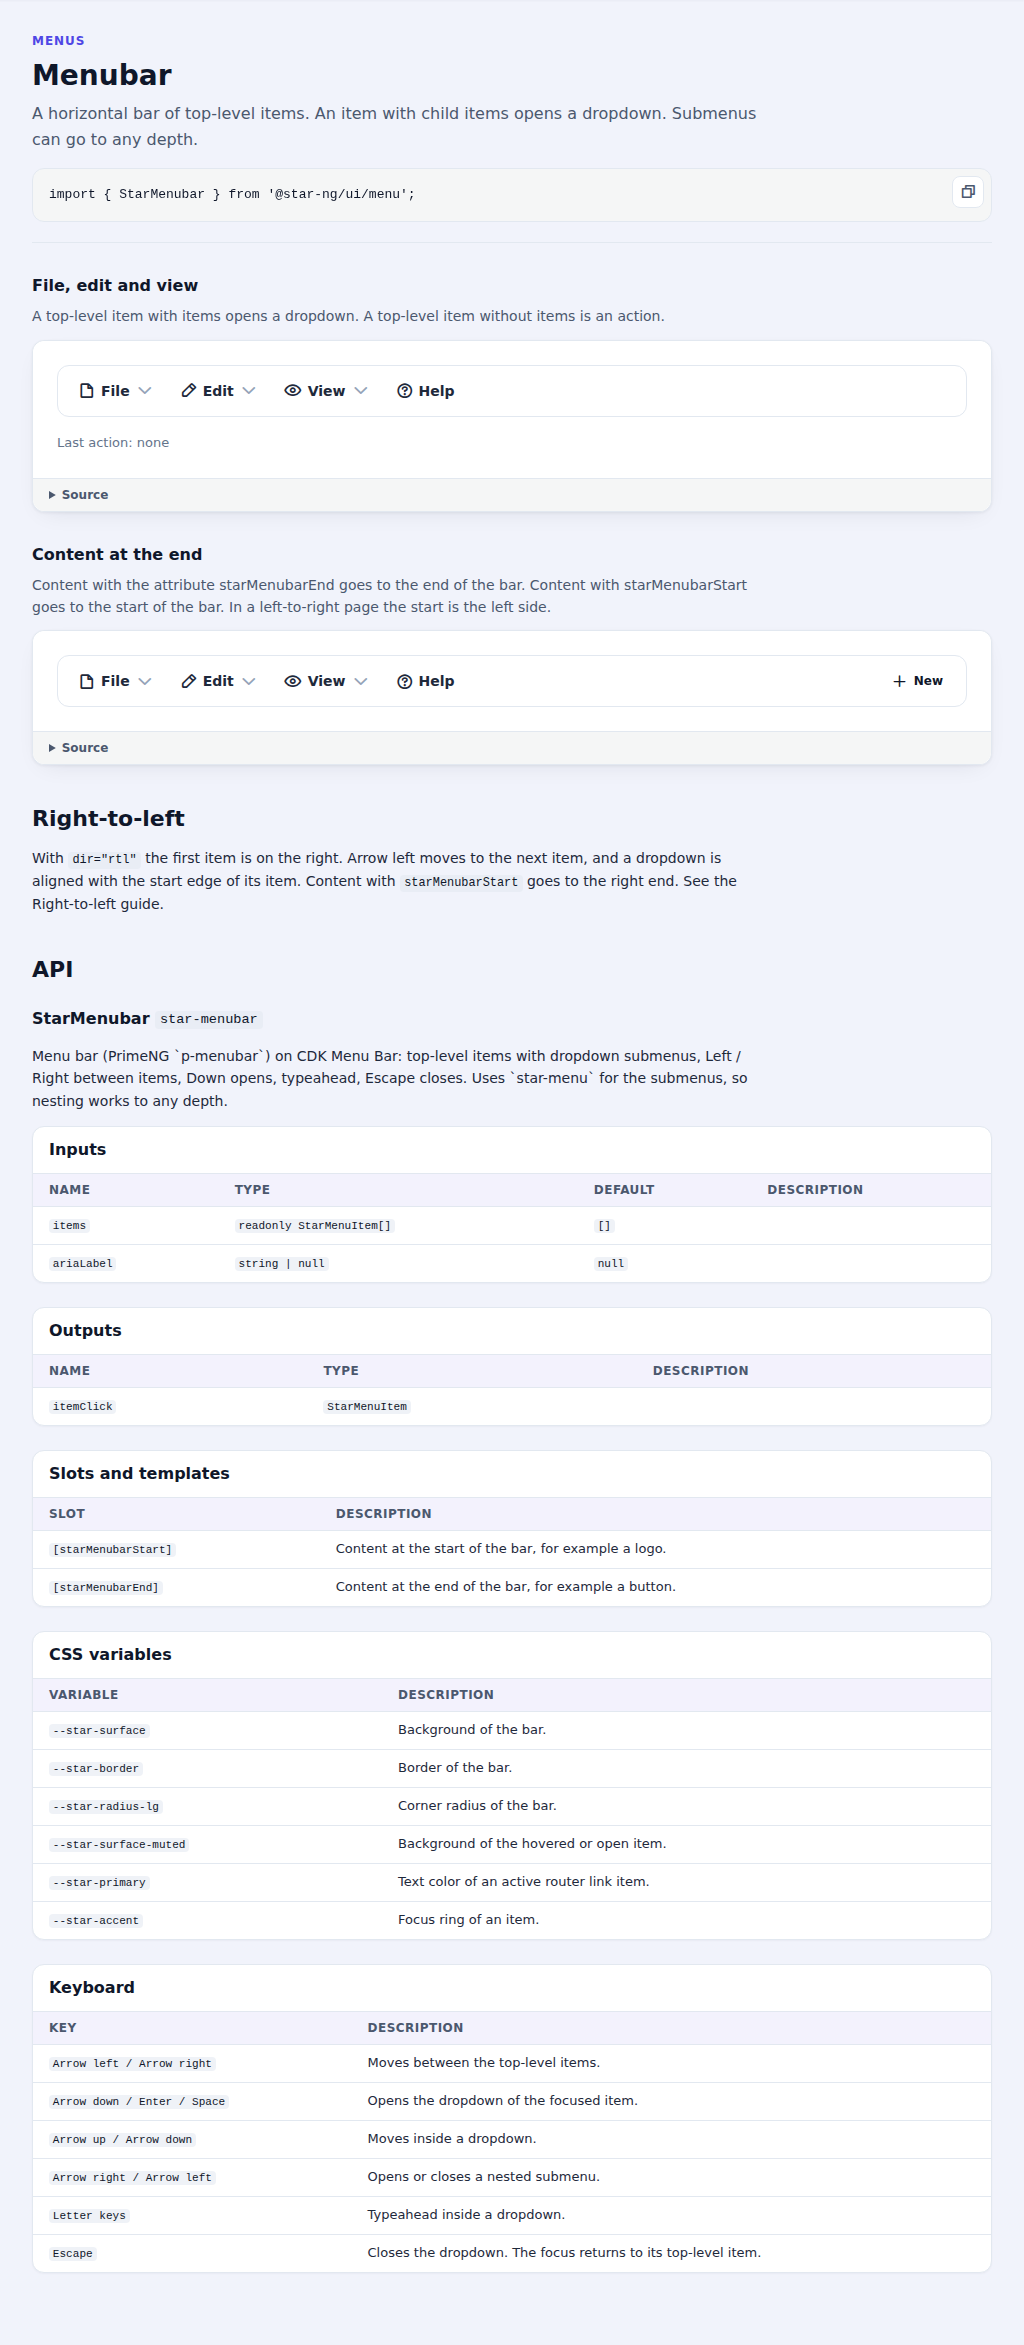 MENUS
Menubar
A horizontal bar of top-level items. An item with child items opens a dropdown. Submenus
can go to any depth.
import { StarMenubar } from '@star-ng/ui/menu';
File, edit and view
A top-level item with items opens a dropdown. A top-level item without items is an action.
File Edit View Help
Last action: none
Source
Content at the end
Content with the attribute starMenubarEnd goes to the end of the bar. Content with starMenubarStart
goes to the start of the bar. In a left-to-right page the start is the left side.
File Edit View Help New
Source
Right-to-left
With dir="rtl" the first item is on the right. Arrow left moves to the next item, and a dropdown is
aligned with the start edge of its item. Content with starMenubarStart goes to the right end. See the
Right-to-left guide.
API
StarMenubar star-menubar
Menu bar (PrimeNG `p-menubar`) on CDK Menu Bar: top-level items with dropdown submenus, Left /
Right between items, Down opens, typeahead, Escape closes. Uses `star-menu` for the submenus, so
nesting works to any depth.
Inputs
NAME TYPE DEFAULT DESCRIPTION
items readonly StarMenuItem[] []
ariaLabel string | null null
Outputs
NAME TYPE DESCRIPTION
itemClick StarMenuItem
Slots and templates
SLOT DESCRIPTION
[starMenubarStart] Content at the start of the bar, for example a logo.
[starMenubarEnd] Content at the end of the bar, for example a button.
CSS variables
VARIABLE DESCRIPTION
--star-surface Background of the bar.
--star-border Border of the bar.
--star-radius-lg Corner radius of the bar.
--star-surface-muted Background of the hovered or open item.
--star-primary Text color of an active router link item.
--star-accent Focus ring of an item.
Keyboard
KEY DESCRIPTION
Arrow left / Arrow right Moves between the top-level items.
Arrow down / Enter / Space Opens the dropdown of the focused item.
Arrow up / Arrow down Moves inside a dropdown.
Arrow right / Arrow left Opens or closes a nested submenu.
Letter keys Typeahead inside a dropdown.
Escape Closes the dropdown. The focus returns to its top-level item.